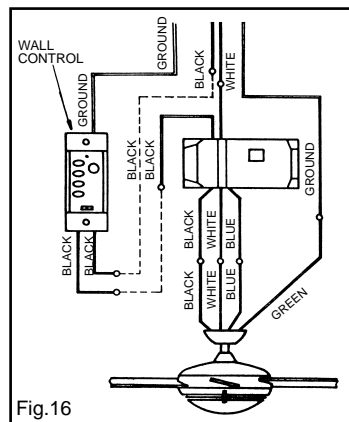 WALL
CONTROL
GROUND
GROUND
BLACK
WHITE
BLACK
BLACK
GROUND
BLACK
BLACK
BLACK
WHITE
BLUE
BLACK
WHITE
BLUE
GREEN
Fig.16